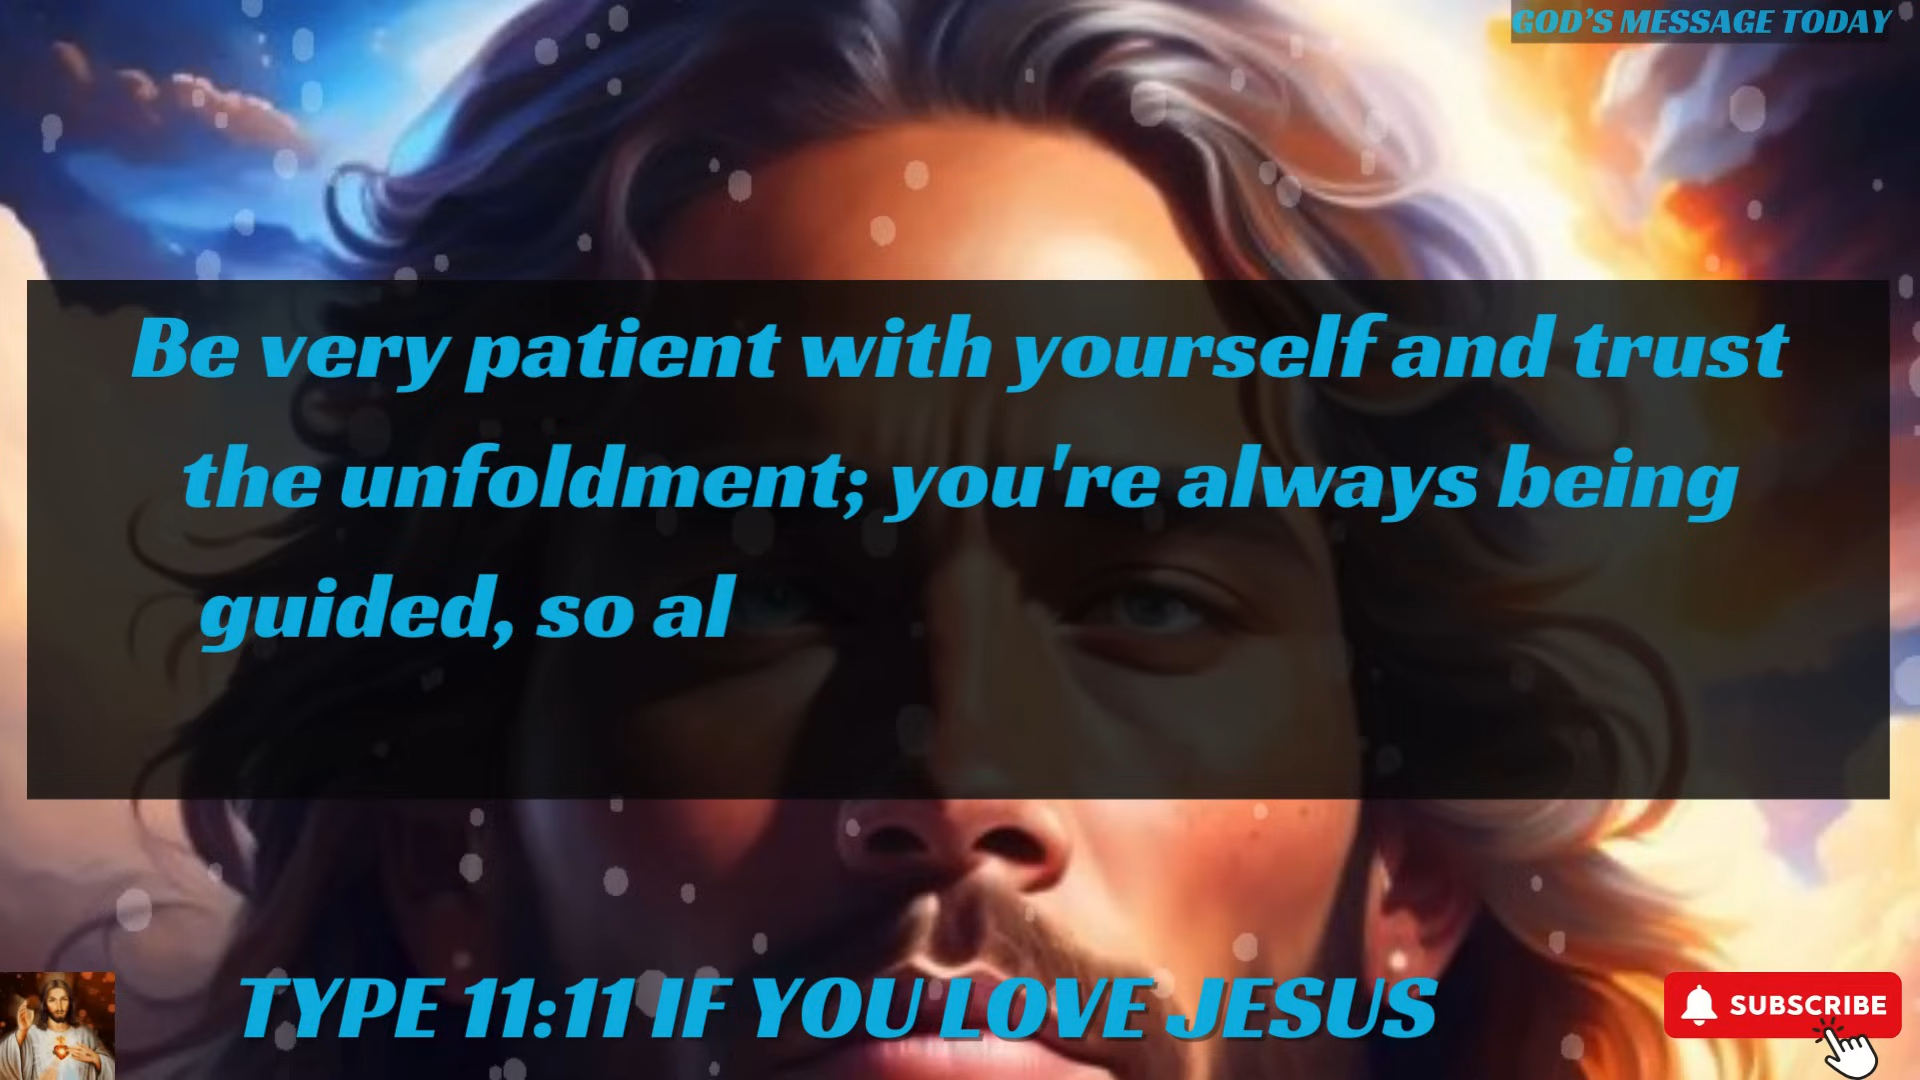 GOD'S MESSAGE TODAY
Be very patient with yourself and trust
the unfoldment; you're always being
guided, so al
TYPE 11:11 IF YOU LOVE JESUS
SUBSCRIBE